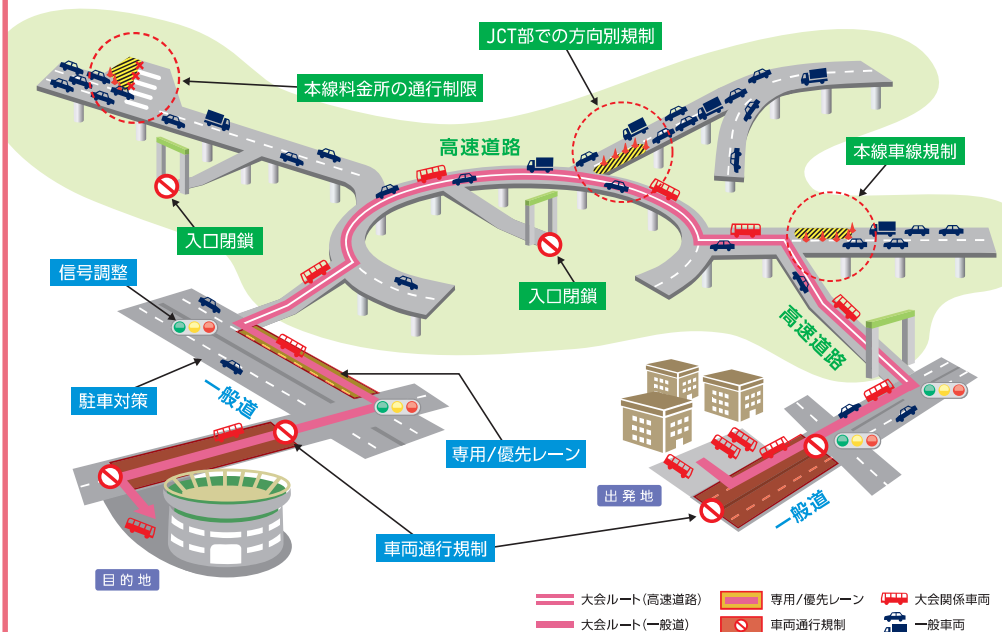 JCT部での方向別規制
本線料金所の通行制限
高速道路
本線車線規制
入口閉鎖
信号調整
入口閉鎖
高速道路
駐車対策
一般道
専用/優先レーン
出発地
一般道
車両通行規制
目的地
大会ルート(高速道路)
専用/優先レーン
大会関係車両
大会ルート(一般道)
車両通行規制
一般車両